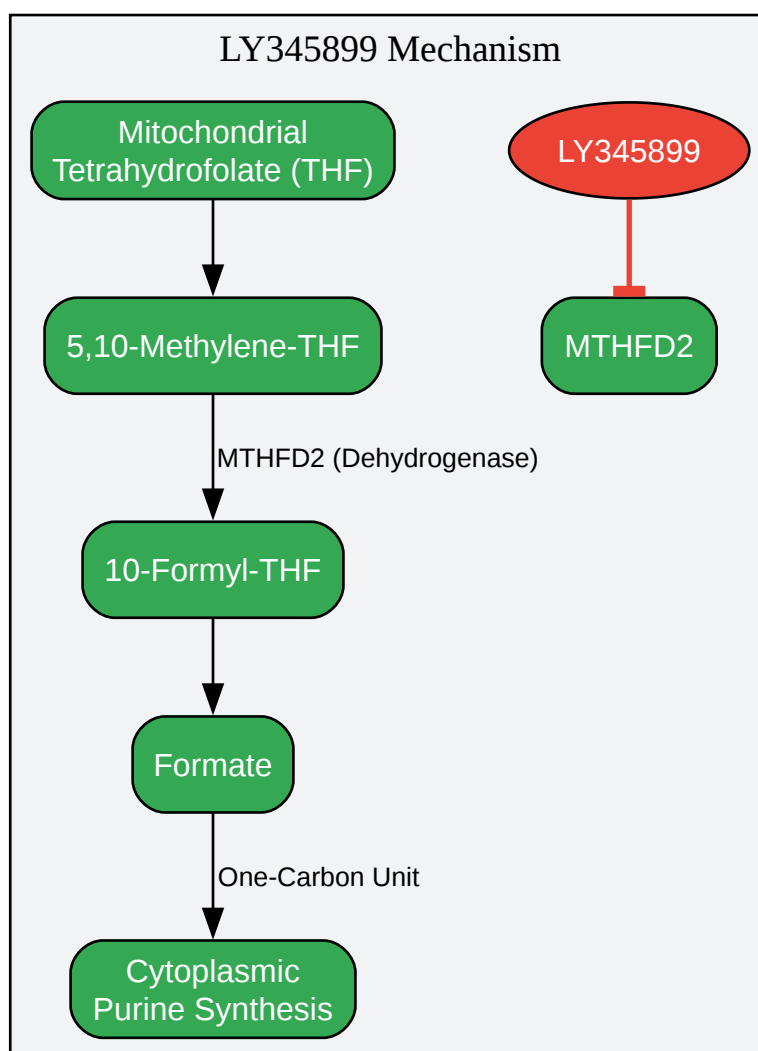 LY345899 Mechanism
Mitochondrial
Tetrahydrofolate (THF)
LY345899
5,10-Methylene-THF
MTHFD2
MTHFD2 (Dehydrogenase)
10-Formyl-THF
Formate
One-Carbon Unit
Cytoplasmic
Purine Synthesis